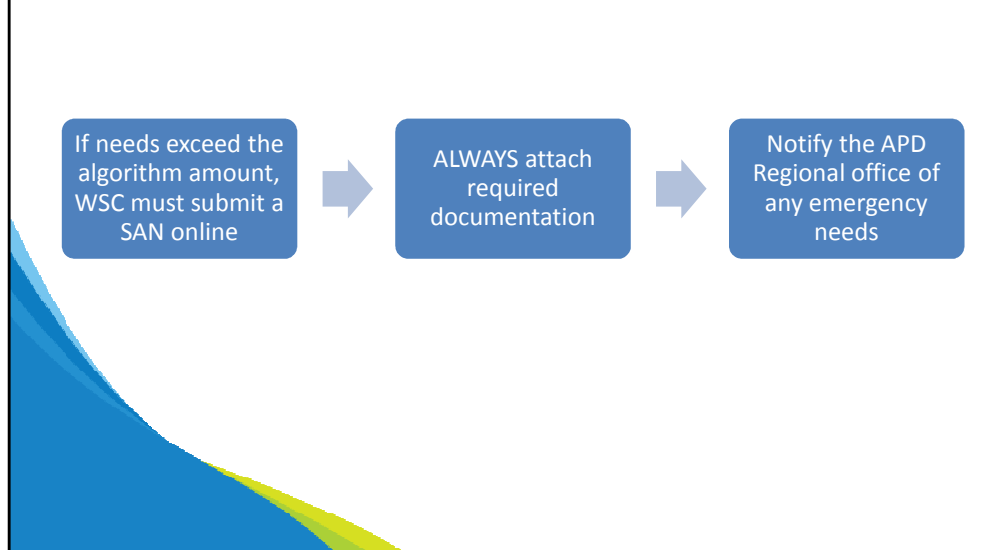 If needs exceed the
algorithm amount,
WSC must submit a
SAN online
ALWAYS attach
required
documentation
Notify the APD
Regional office of
any emergency
needs